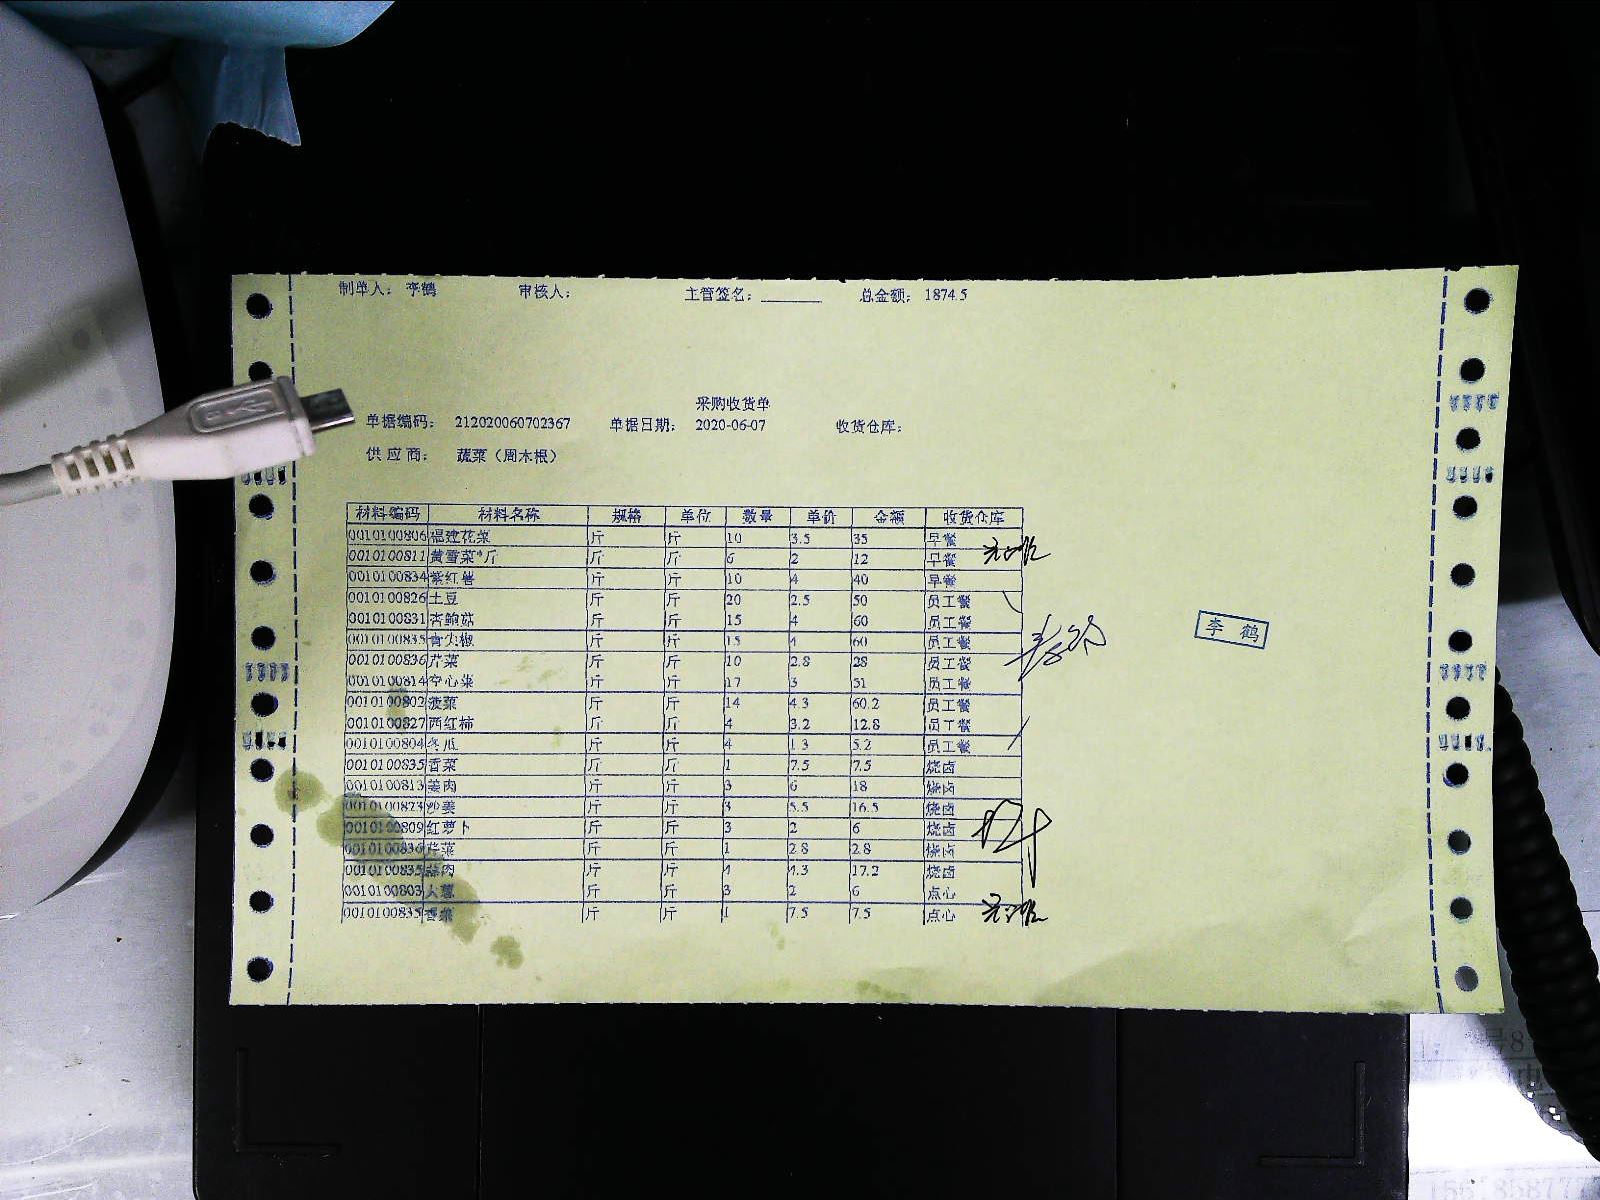 制单人： 李鹤 审核人： 主管签名：________ 总金额： 1874.5
采购收货单
单据编码： 212020060702367 单据日期： 2020-06-07 收货仓库：
供应商： 蔬菜（周木根）
材料编码 材料名称 规格 单位 数量 单价 金额 收货仓库
0010100806 福建花菜 斤 斤 10 3.5 35 早餐
0010100811 黄雪菜*斤 斤 斤 6 2 12 早餐
0010100834 紫红薯 斤 斤 10 4 40 早餐
0010100826 土豆 斤 斤 20 2.5 50 员工餐
0010100831 杏鲍菇 斤 斤 15 4 60 员工餐
0010100835 青尖椒 斤 斤 15 4 60 员工餐
0010100836 芹菜 斤 斤 10 2.8 28 员工餐
0010100814 空心菜 斤 斤 17 3 51 员工餐
李鹤
0010100802 菠菜 斤 斤 14 4.3 60.2 员工餐
0010100827 西红柿 斤 斤 4 3.2 12.8 员工餐
0010100804 冬瓜 斤 斤 4 1.3 5.2 员工餐
0010100835 香菜 斤 斤 1 7.5 7.5 烧卤
0010100813 姜肉 斤 斤 3 6 18 烧卤
0010100823 沙姜 斤 斤 3 5.5 16.5 烧卤
0010100809 红萝卜 斤 斤 3 2 6 烧卤
0010100836 芹菜 斤 斤 1 2.8 2.8 烧卤
0010100835 蒜肉 斤 斤 4 4.3 17.2 烧卤
0010100803 大葱 斤 斤 3 2 6 点心
0010100835 香菜 斤 斤 1 7.5 7.5 点心